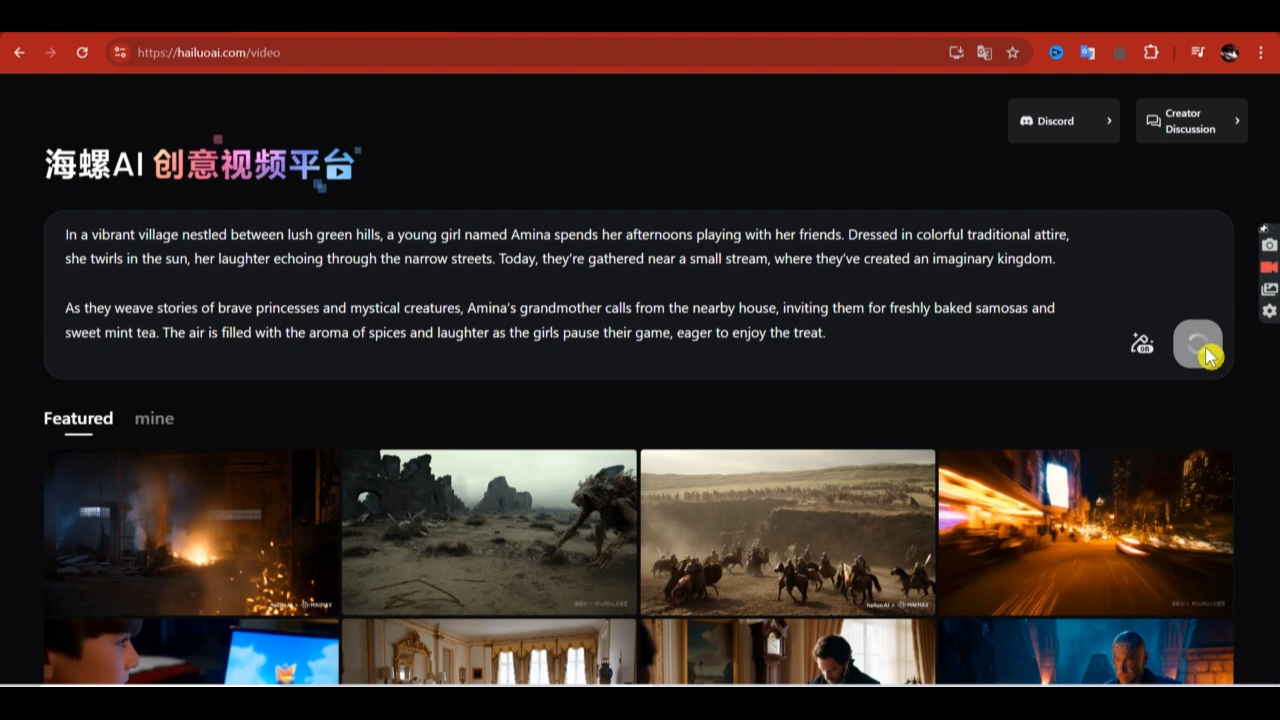 https://hailuoai.com/video
Discord
Creator
Discussion
海螺AI 创意视频平台
In a vibrant village nestled between lush green hills, a young girl named Amina spends her afternoons playing with her friends. Dressed in colorful traditional attire,
she twirls in the sun, her laughter echoing through the narrow streets. Today, they're gathered near a small stream, where they've created an imaginary kingdom.
As they weave stories of brave princesses and mystical creatures, Amina's grandmother calls from the nearby house, inviting them for freshly baked samosas and
sweet mint tea. The air is filled with the aroma of spices and laughter as the girls pause their game, eager to enjoy the treat.
Featured
mine
hailuo AI × MINIMAX
hailuo AI × MINIMAX